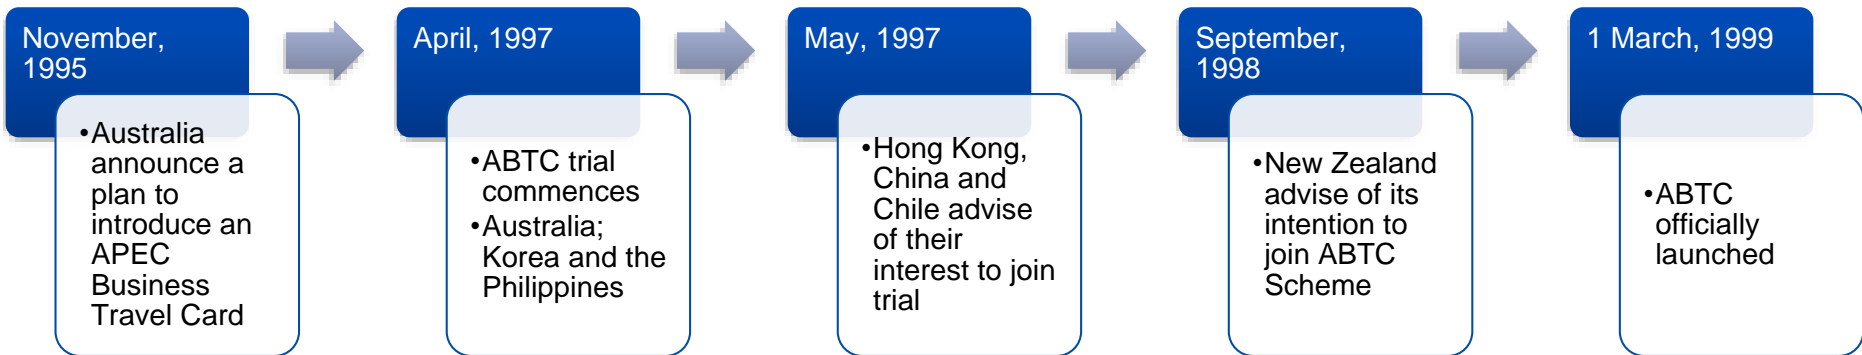 November,
1995
•Australia
announce a
plan to
introduce an
APEC
Business
Travel Card
April, 1997
•ABTC trial
commences
•Australia;
Korea and the
Philippines
May, 1997
•Hong Kong,
China and
Chile advise
of their
interest to join
trial
September,
1998
•New Zealand
advise of its
intention to
join ABTC
Scheme
1 March, 1999
•ABTC
officially
launched